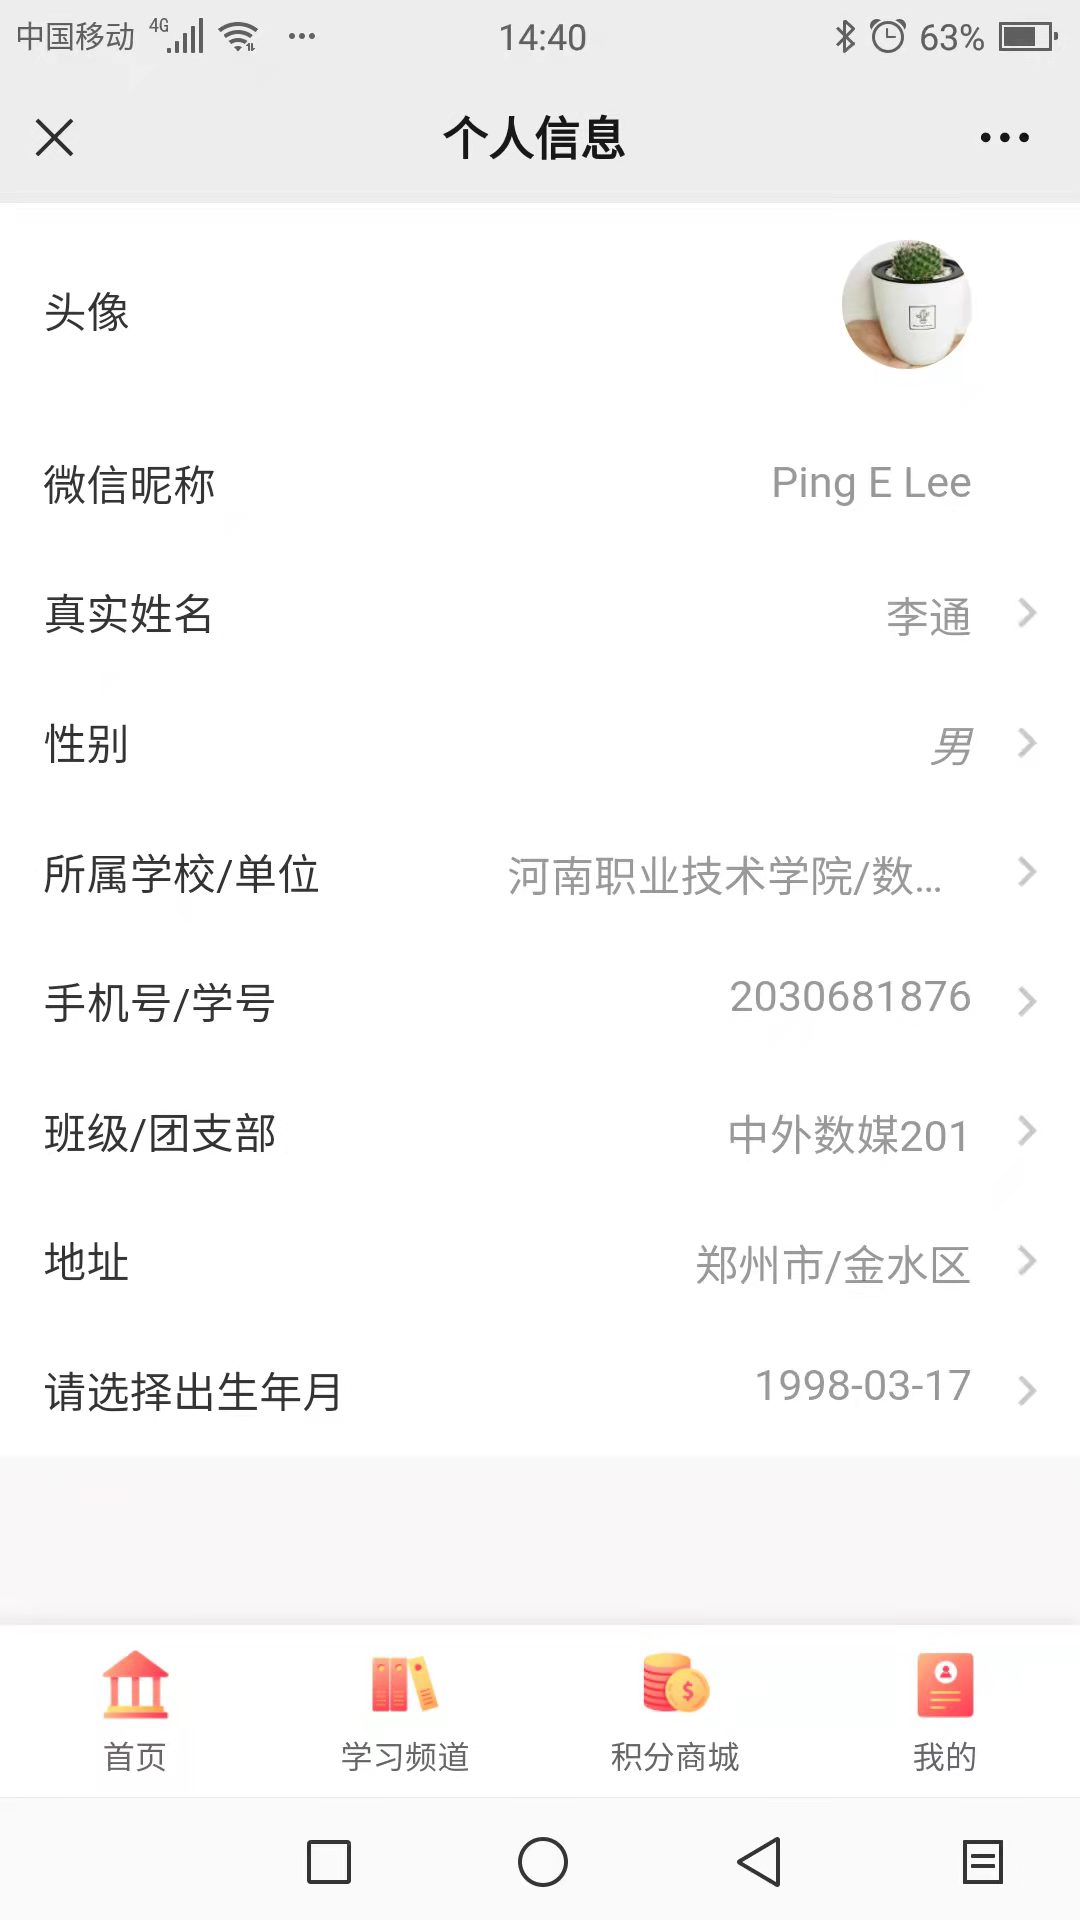 中国移动 4G 14:40 63%
个人信息
头像
微信昵称 Ping E Lee
真实姓名 李通
性别 男
所属学校/单位 河南职业技术学院/数...
手机号/学号 2030681876
班级/团支部 中外数媒201
地址 郑州市/金水区
请选择出生年月 1998-03-17
首页 学习频道 积分商城 我的